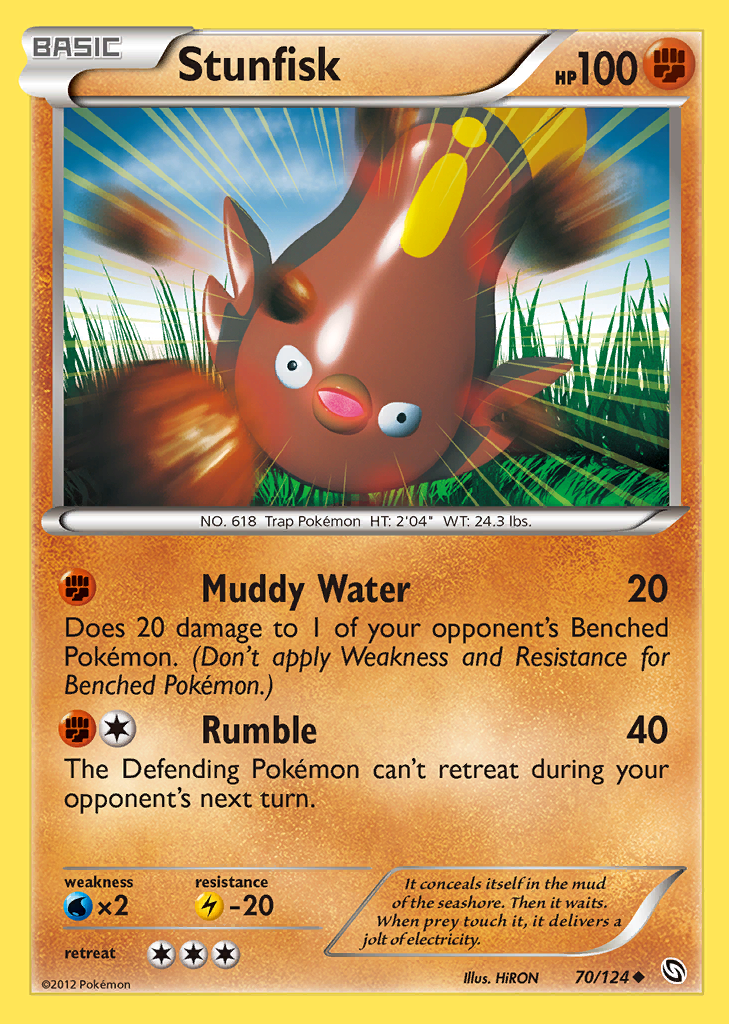 BASIC
Stunfisk
HP100
NO. 618 Trap Pokémon HT: 2'04" WT: 24.3 lbs.
Muddy Water 20
Does 20 damage to 1 of your opponent's Benched
Pokémon. (Don't apply Weakness and Resistance for
Benched Pokémon.)
Rumble 40
The Defending Pokémon can't retreat during your
opponent's next turn.
weakness resistance
×2 -20
retreat
It conceals itself in the mud
of the seashore. Then it waits.
When prey touch it, it delivers a
jolt of electricity.
©2012 Pokémon
Illus. HiRON 70/124